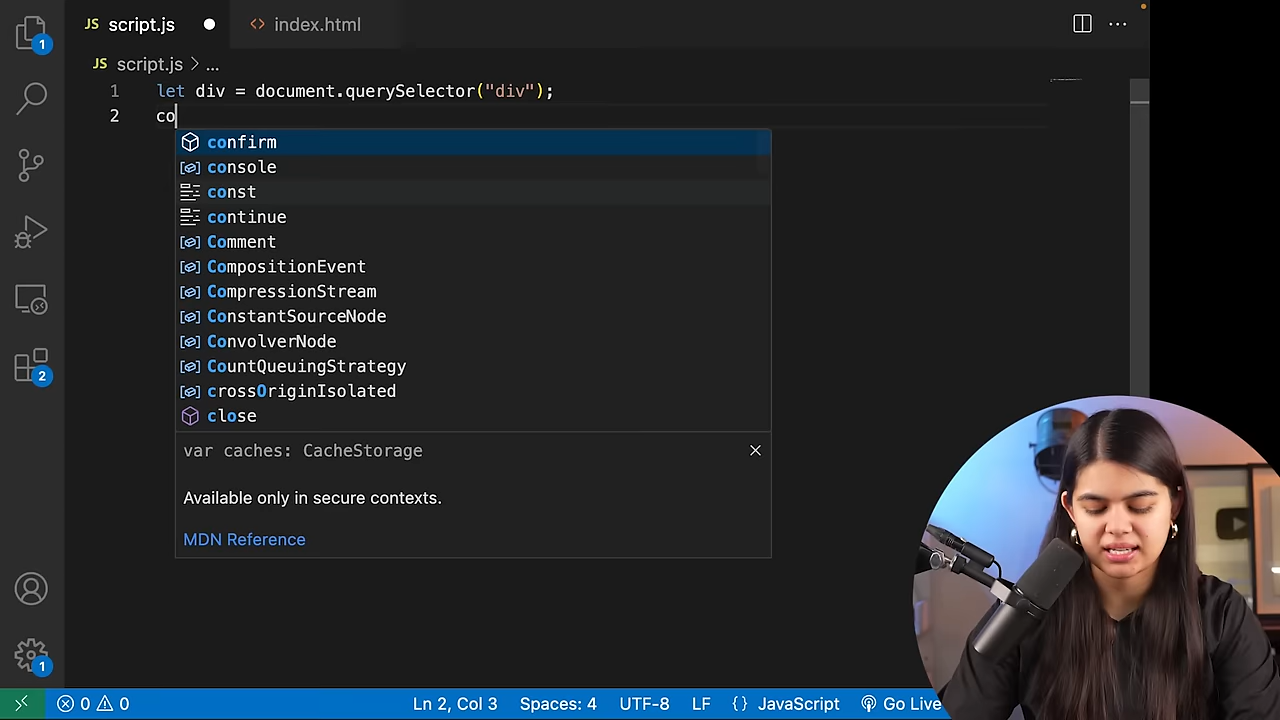 JS script.js
<> index.html
1
JS script.js > ...
1 let div = document.querySelector("div");
2 co
confirm
console
const
continue
Comment
CompositionEvent
CompressionStream
ConstantSourceNode
ConvolverNode
CountQueuingStrategy
crossOriginIsolated
close
var caches: CacheStorage
Available only in secure contexts.
MDN Reference
2
1
0 0 Ln 2, Col 3 Spaces: 4 UTF-8 LF {} JavaScript Go Live